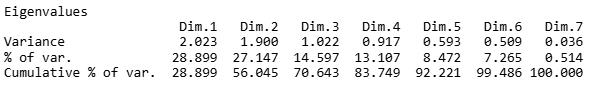 Eigenvalues
Dim.1 Dim.2 Dim.3 Dim.4 Dim.5 Dim.6 Dim.7
Variance 2.023 1.900 1.022 0.917 0.593 0.509 0.036
% of var. 28.899 27.147 14.597 13.107 8.472 7.265 0.514
Cumulative % of var. 28.899 56.045 70.643 83.749 92.221 99.486 100.000